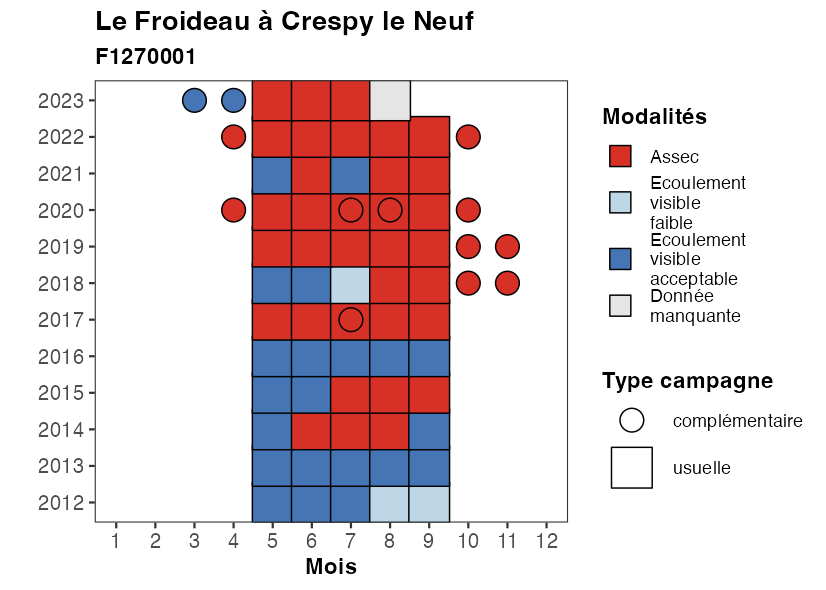 Le Froideau à Crespy le Neuf
F1270001
2023
2022
2021
2020
2019
2018
2017
2016
2015
2014
2013
2012
1 2 3 4 5 6 7 8 9 10 11 12
Mois
Modalités
Assec
Ecoulement
visible
faible
Ecoulement
visible
acceptable
Donnée
manquante
Type campagne
complémentaire
usuelle